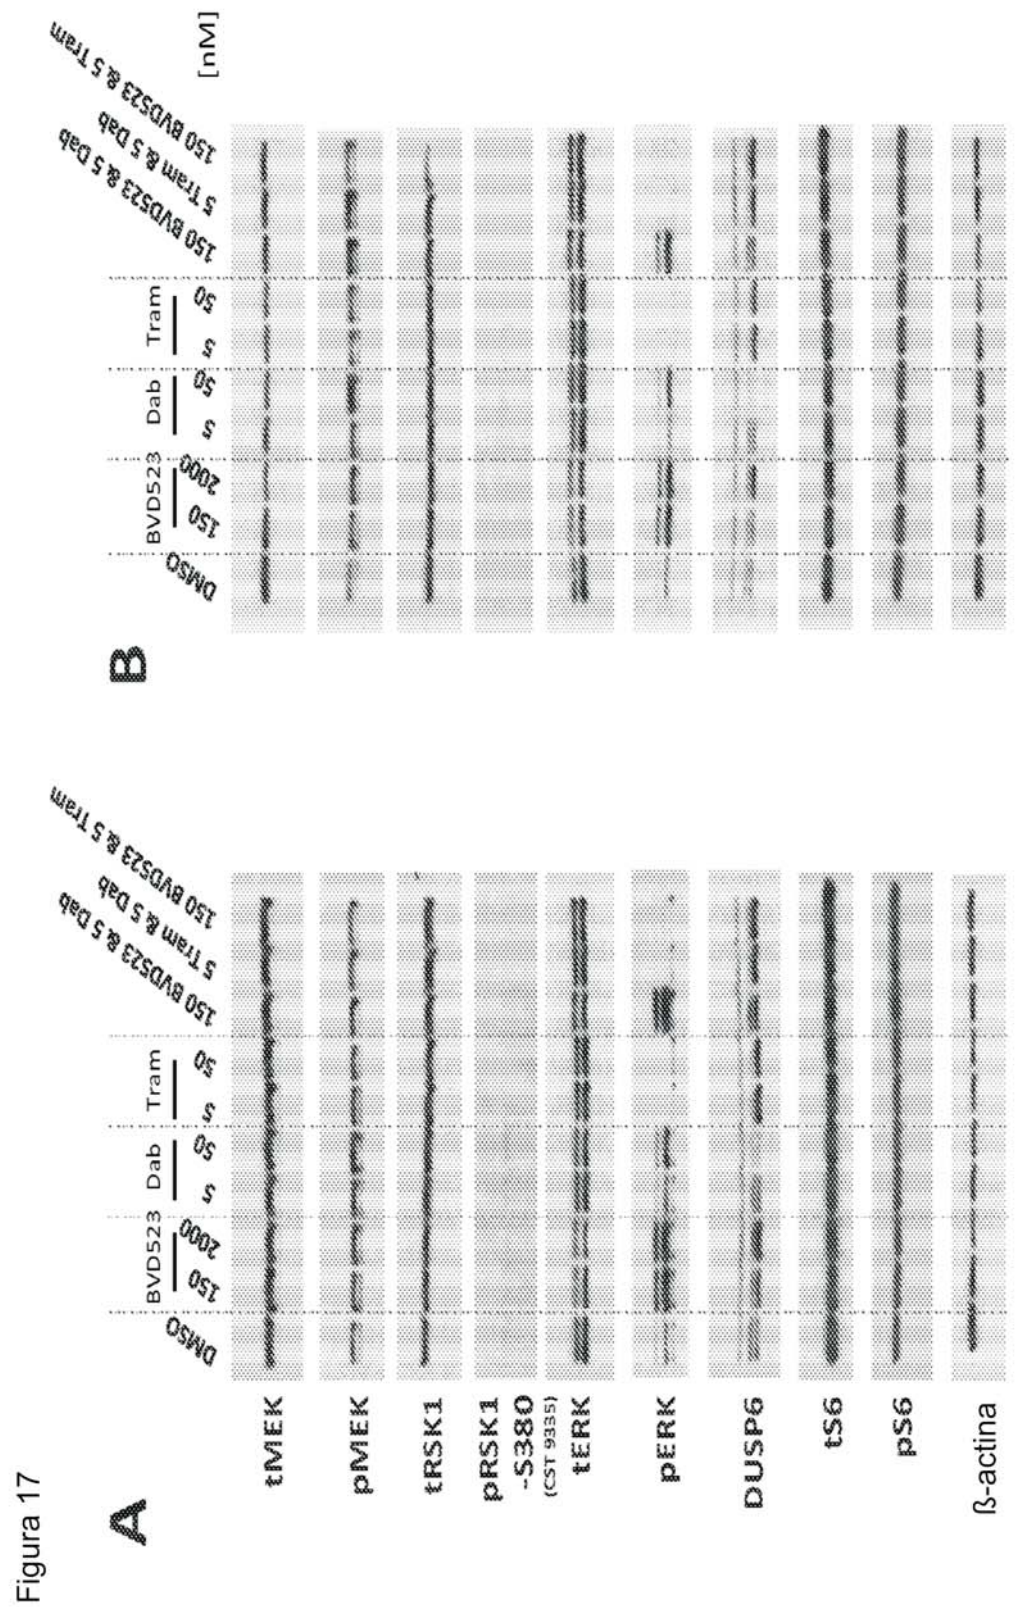 Figura 17
A
DMSO
BVD523
150
2000
Dab
5
50
Tram
5
50
150 BVD523 & 5 Dab
5 Tram & 5 Dab
150 BVD523 & 5 Tram
B
DMSO
BVD523
150
2000
Dab
5
50
Tram
5
50
150 BVD523 & 5 Dab
5 Tram & 5 Dab
150 BVD523 & 5 Tram
[nM]
tMEK
pMEK
tRSK1
pRSK1
-S380
(CST 9335)
tERK
pERK
DUSP6
tS6
pS6
ß-actina